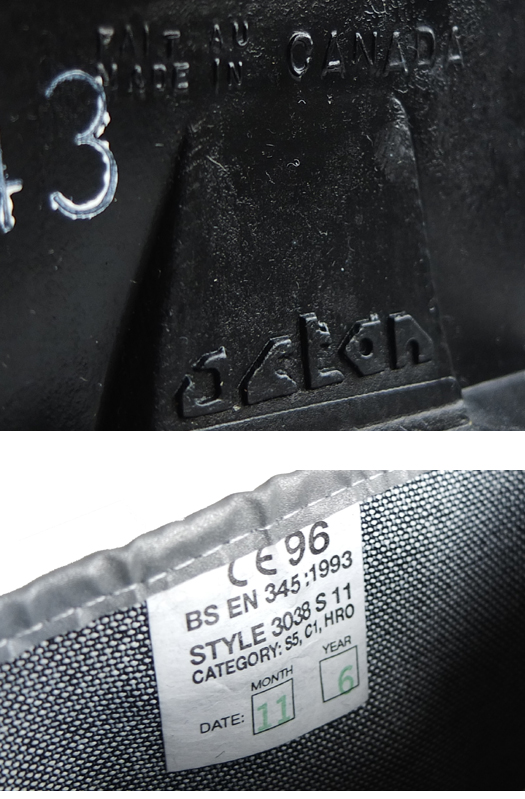 FAIT AU
MADE IN CANADA
43
acton
CE 96
BS EN 345:1993
STYLE 3038 S 11
CATEGORY: S5, C1, HRO
MONTH YEAR
DATE: 11 6